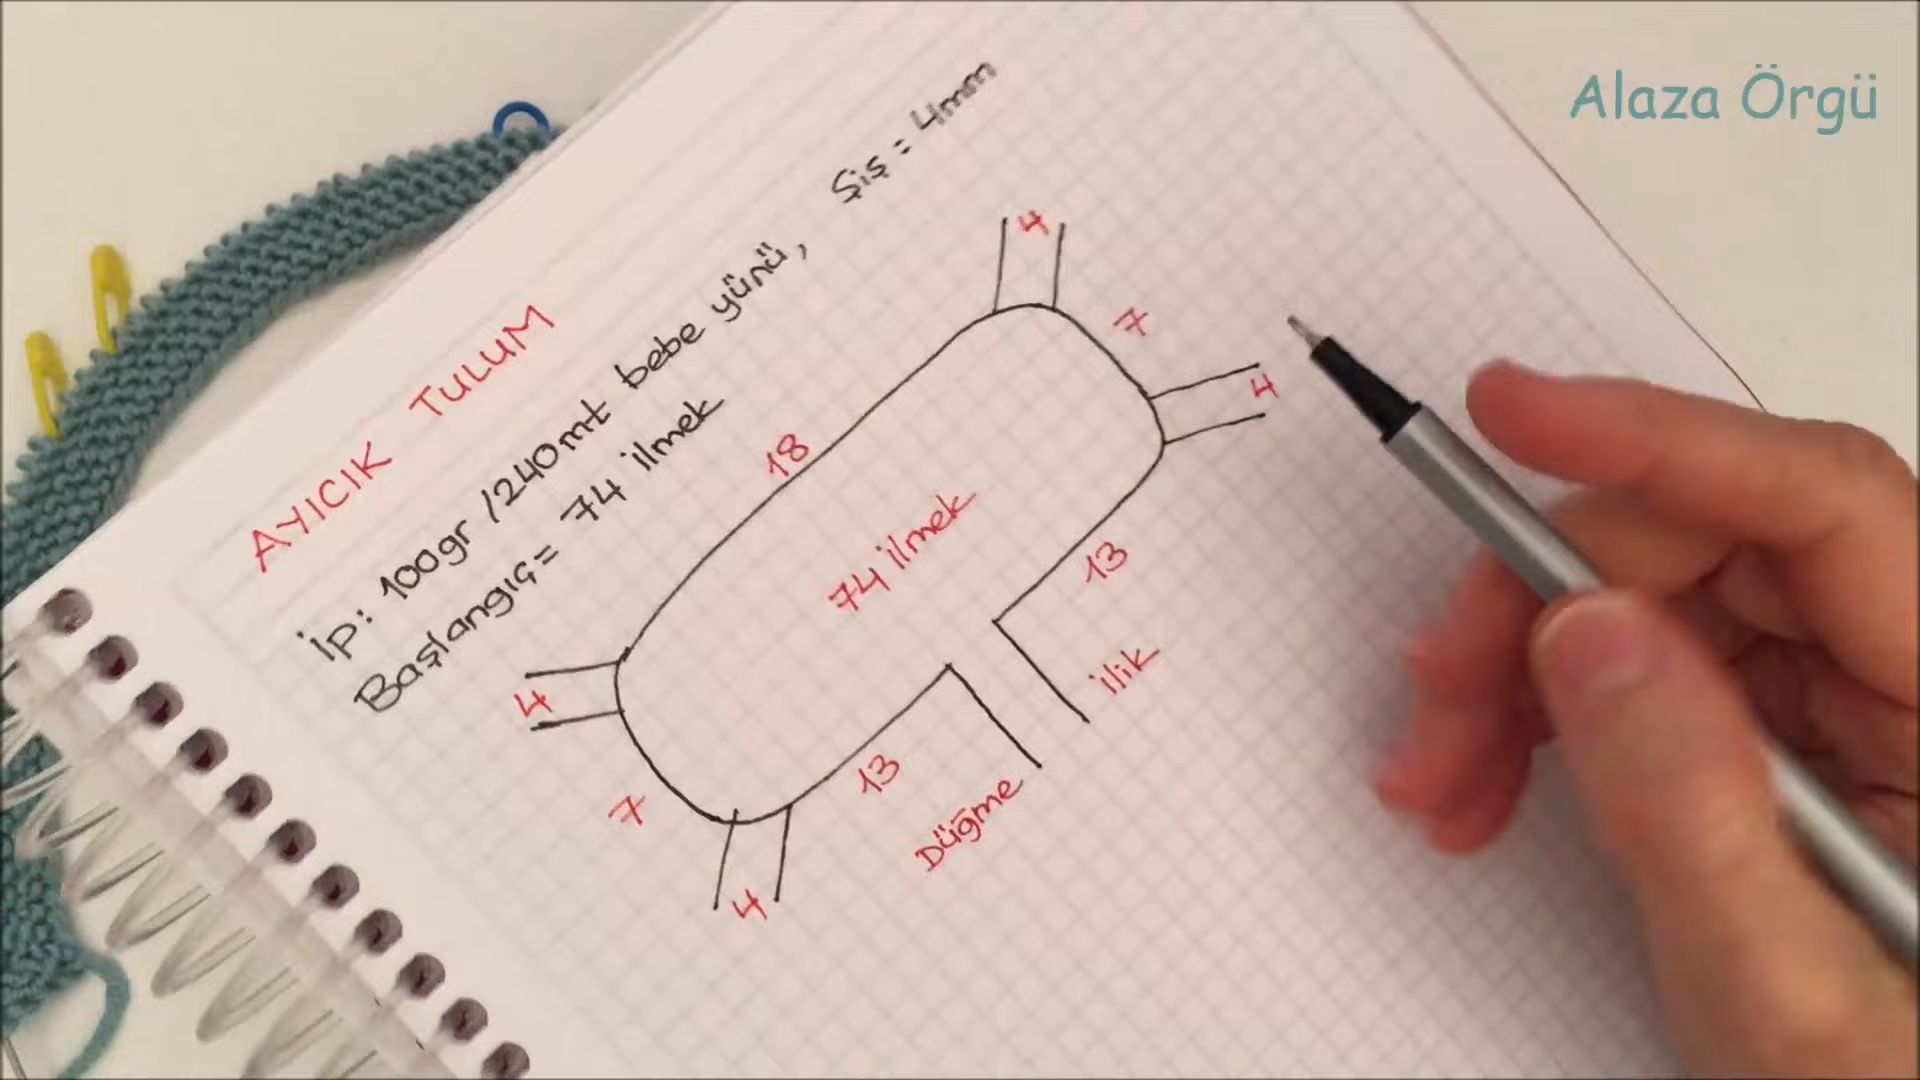 Alaza Örgü
AYICIK TULUM
İp: 100gr /240mt bebe yünü, Şiş = 4mm
Başlangıç = 74 ilmek
4
7
4
18
74 ilmek
13
4
İlik
7
13
4
Düğme